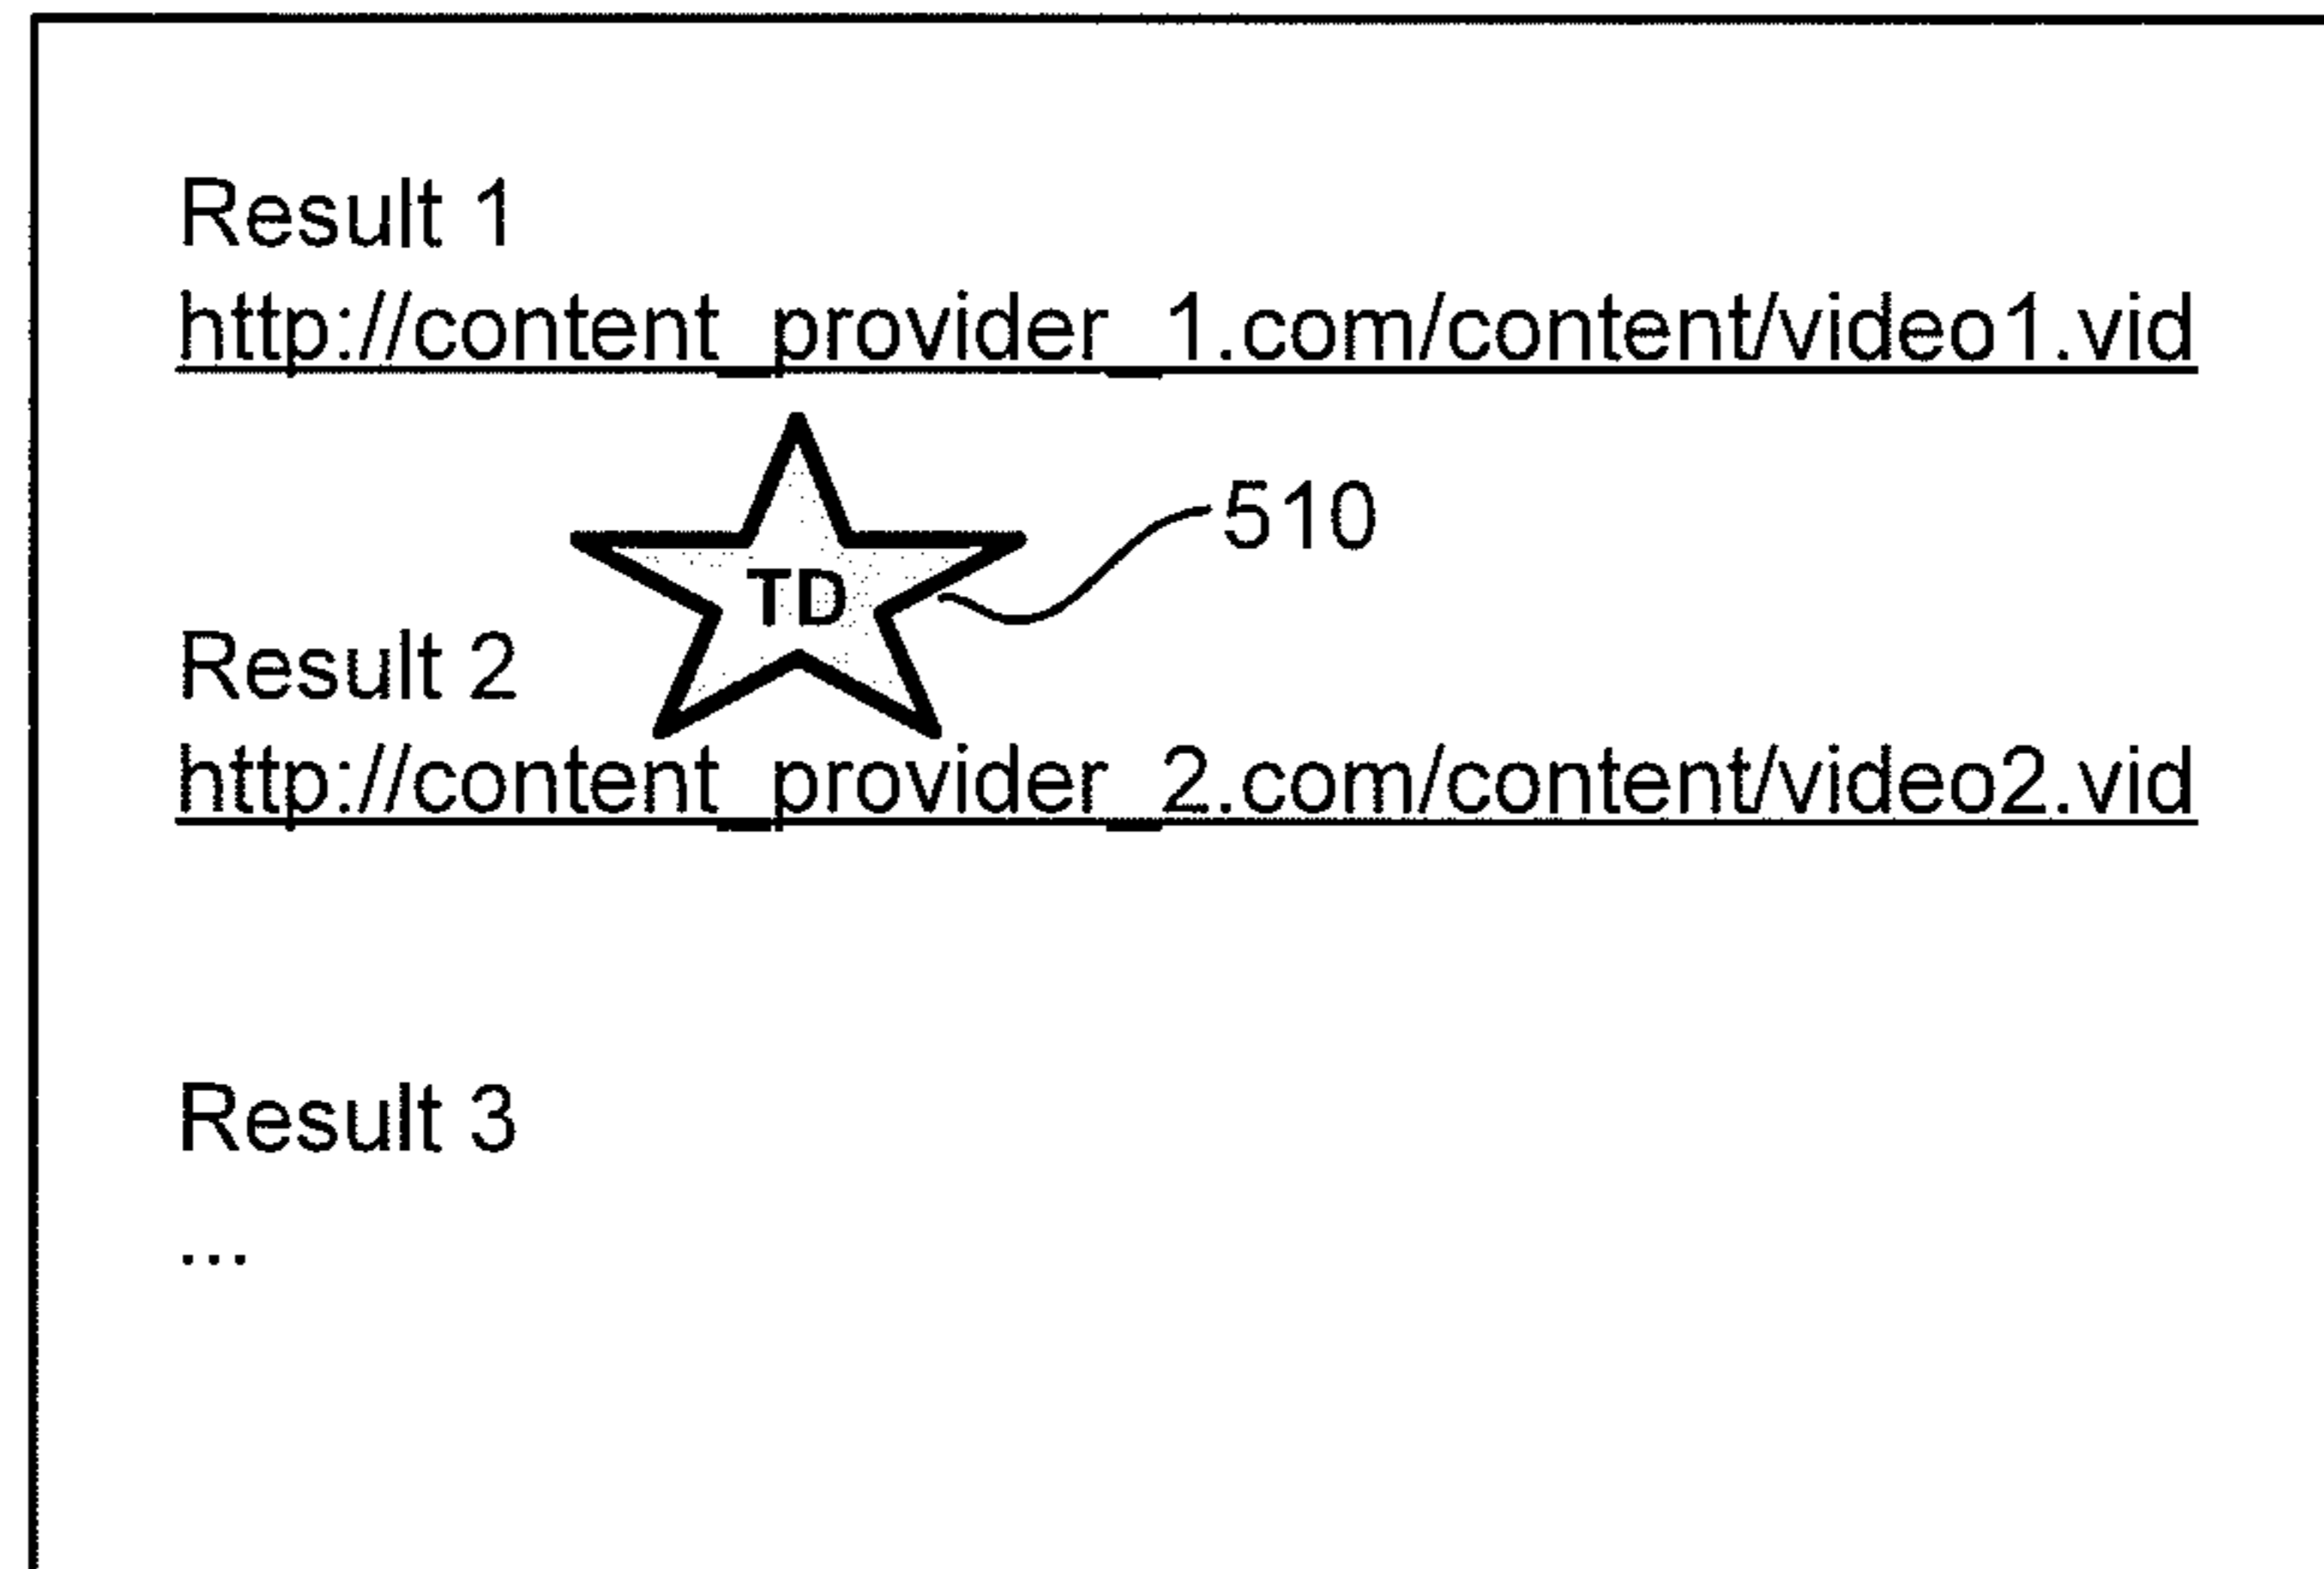 Result 1
http://content_provider_1.com/content/video1.vid
510
TD
Result 2
http://content_provider_2.com/content/video2.vid
Result 3
...